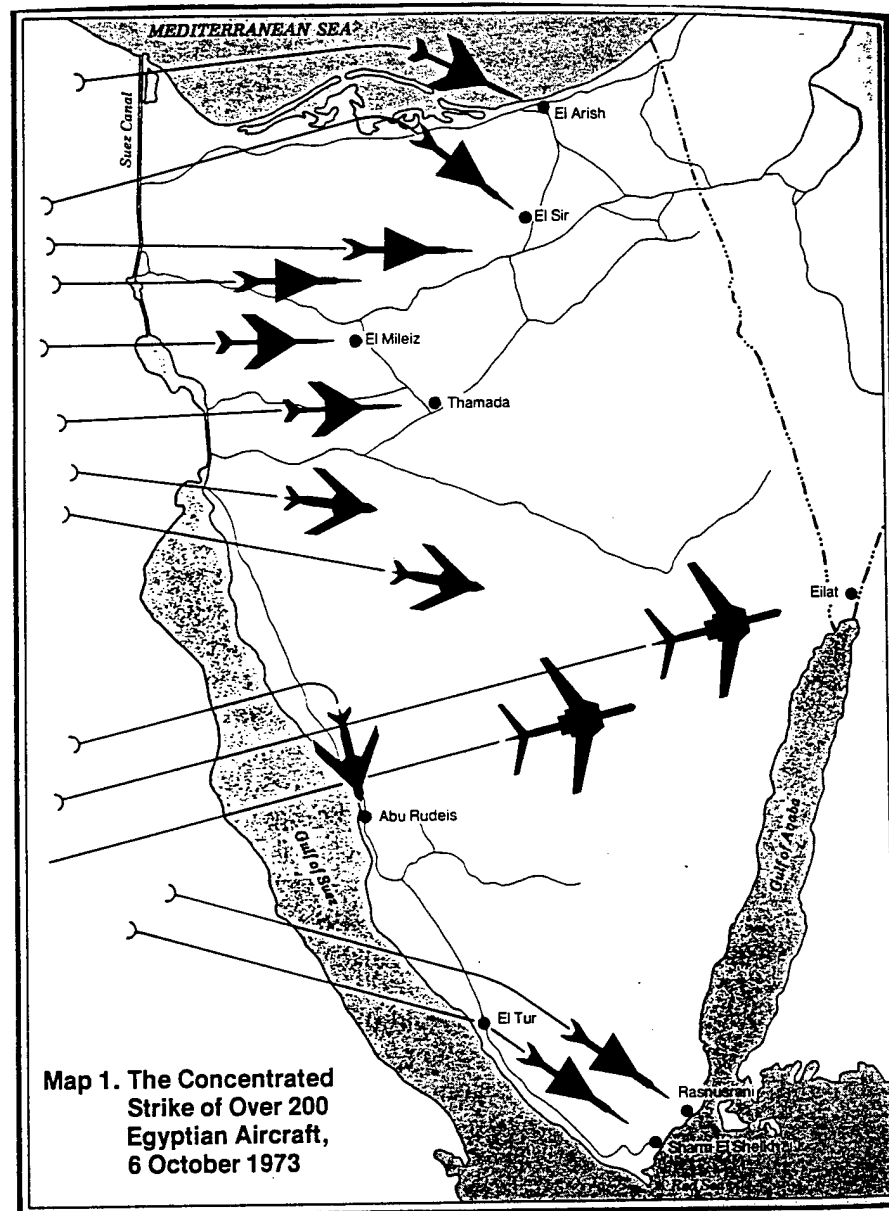 MEDITERRANEAN SEA
Suez Canal
El Arish
El Sir
El Mileiz
Thamada
Eilat
Abu Rudeis
Gulf of Suez
Gulf of Aqaba
El Tur
Rasnusrani
Sharm El Sheikh
Red Sea
Map 1. The Concentrated
Strike of Over 200
Egyptian Aircraft,
6 October 1973